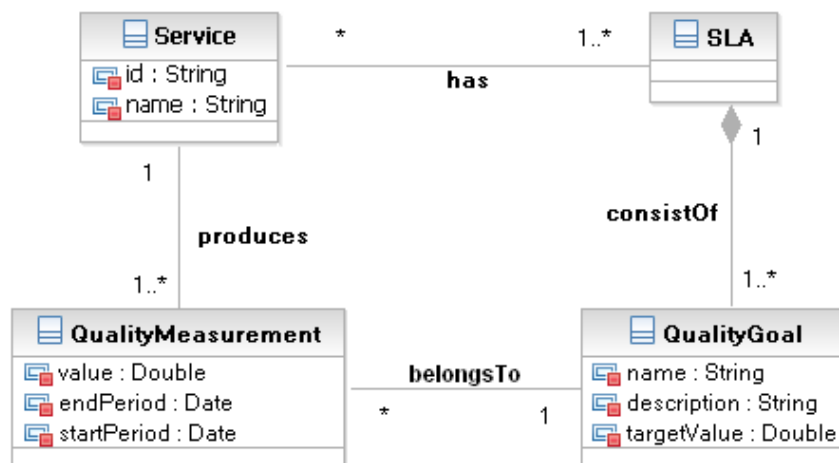 Service
id : String
name : String
*
1..*
has
SLA
1
1
produces
consistOf
1..*
1..*
QualityMeasurement
value : Double
endPeriod : Date
startPeriod : Date
belongsTo
*
1
QualityGoal
name : String
description : String
targetValue : Double